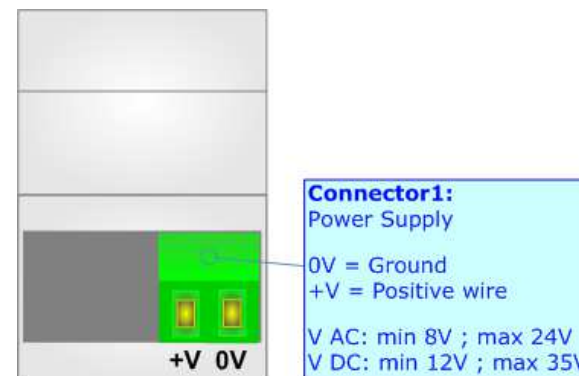 Connector1:
Power Supply
0V = Ground
+V = Positive wire
V AC: min 8V ; max 24V
V DC: min 12V ; max 35V
+V 0V